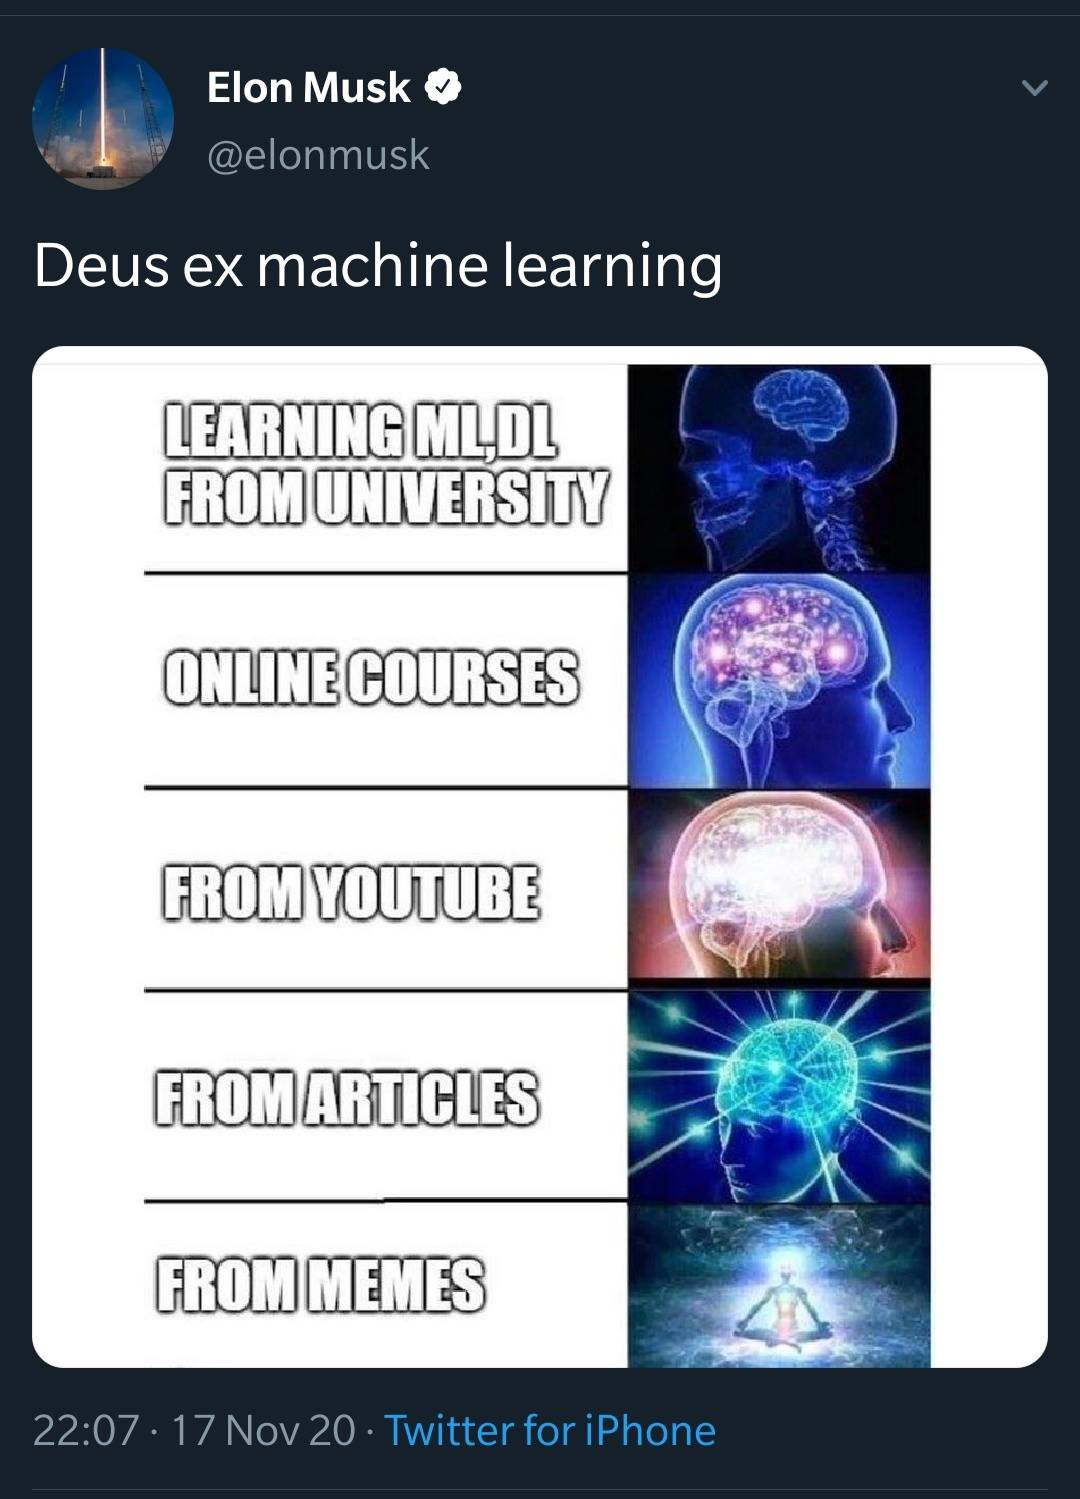 Elon Musk
@elonmusk
Deus ex machine learning
LEARNING ML,DL
FROM UNIVERSITY
ONLINE COURSES
FROM YOUTUBE
FROM ARTICLES
FROM MEMES
22:07 · 17 Nov 20 · Twitter for iPhone